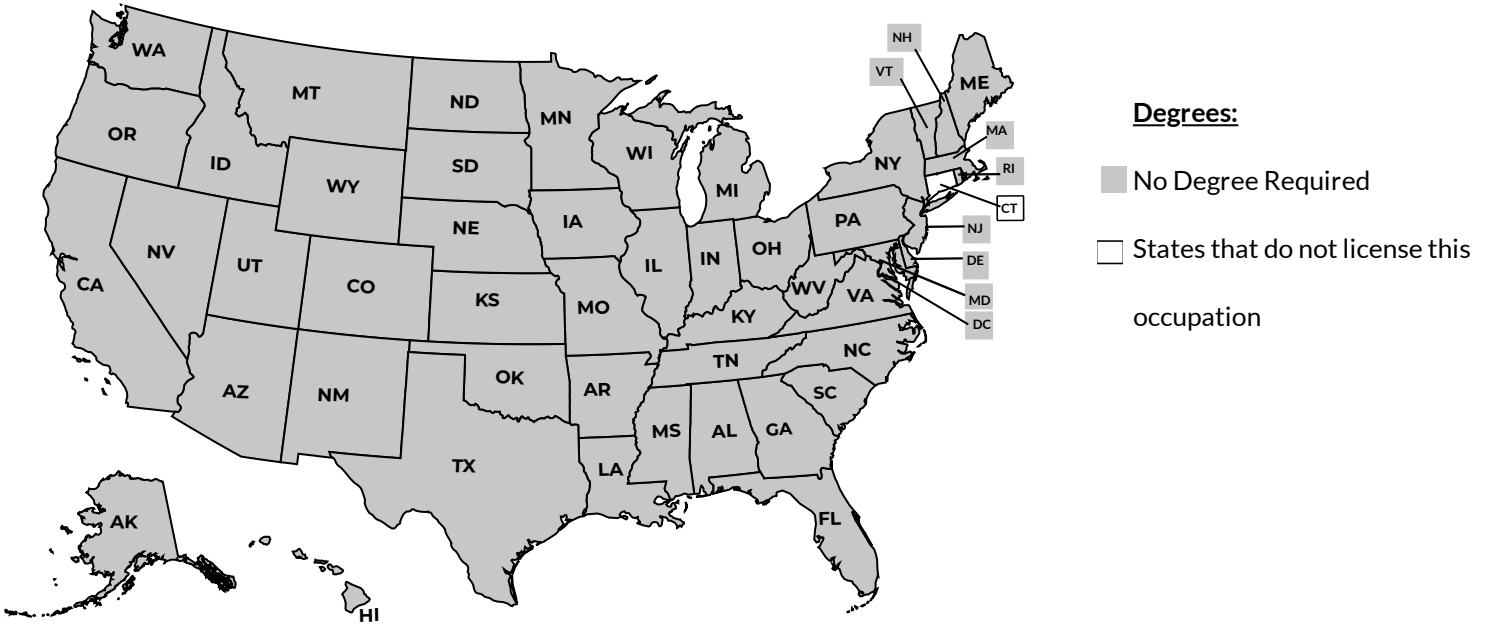 NH
WA
VT
ME
MT
ND
MN
MA
OR
WI
NY
ID
SD
RI
WY
MI
CT
IA
PA
NE
NJ
NV
OH
IN
UT
IL
DE
CA
CO
WV
VA
KS
MD
MO
KY
DC
NC
TN
OK
AZ
NM
AR
SC
MS
AL
GA
TX
LA
FL
AK
HI
Degrees:
No Degree Required
States that do not license this
occupation